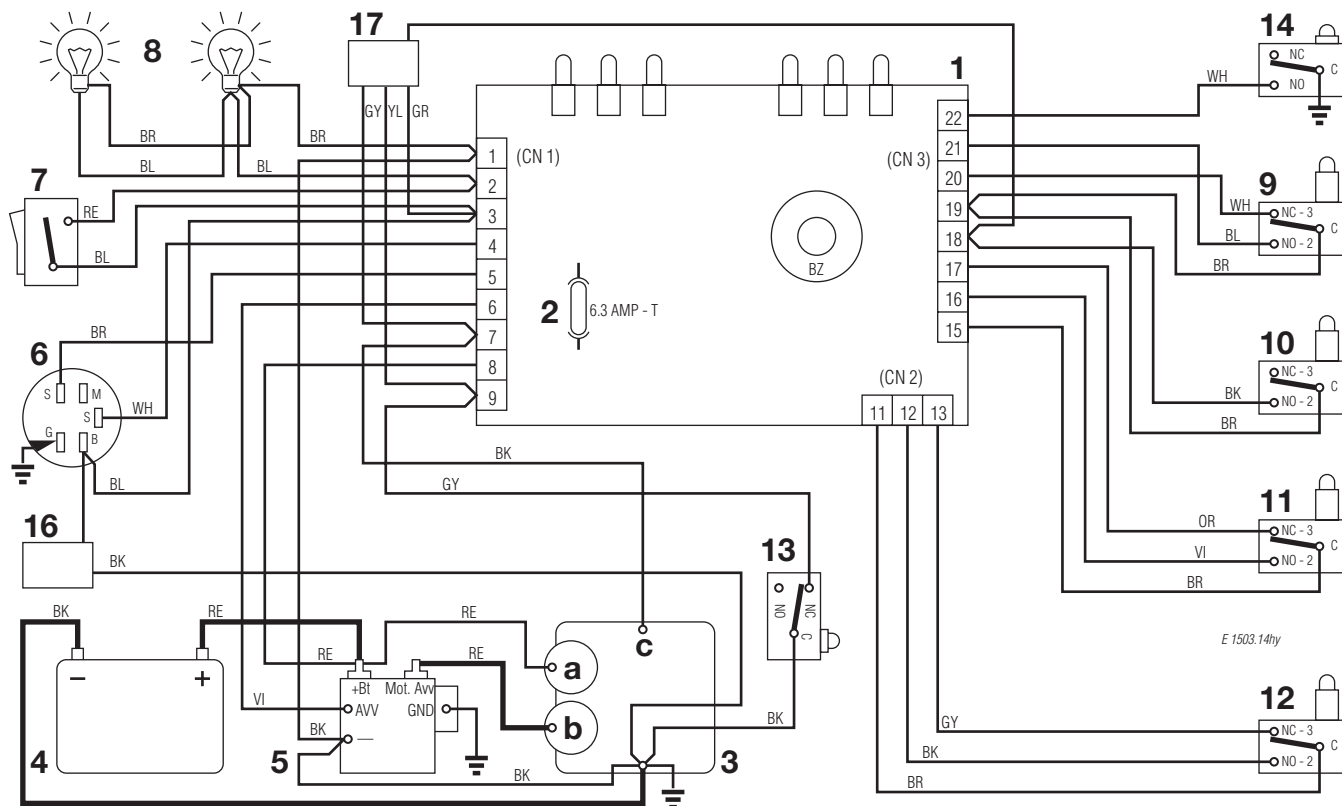 8
17
14
1
NC
C
NO
WH
GY YL GR
22
BR
BR
1 (CN 1)
(CN 3)
21
BL
BL
2
20
9
7
RE
3
19
WH
NC - 3
C
BL
NO - 2
BL
4
18
BR
BZ
5
17
2
6.3 AMP - T
6
16
BR
7
15
10
6
8
NC - 3
C
S
M
(CN 2)
BK
NO - 2
9
S
WH
11 12 13
BR
G
B
BK
BL
GY
11
16
OR
NC - 3
C
13
VI
NO - 2
BK
BR
NO
NC
C
BK
RE
RE
c
E 1503.14hy
RE
RE
a
–
+
+Bt
Mot. Avv
12
VI
AVV
GND
b
GY
NC - 3
C
BK
—
BK
BK
NO - 2
4
5
BK
3
BR